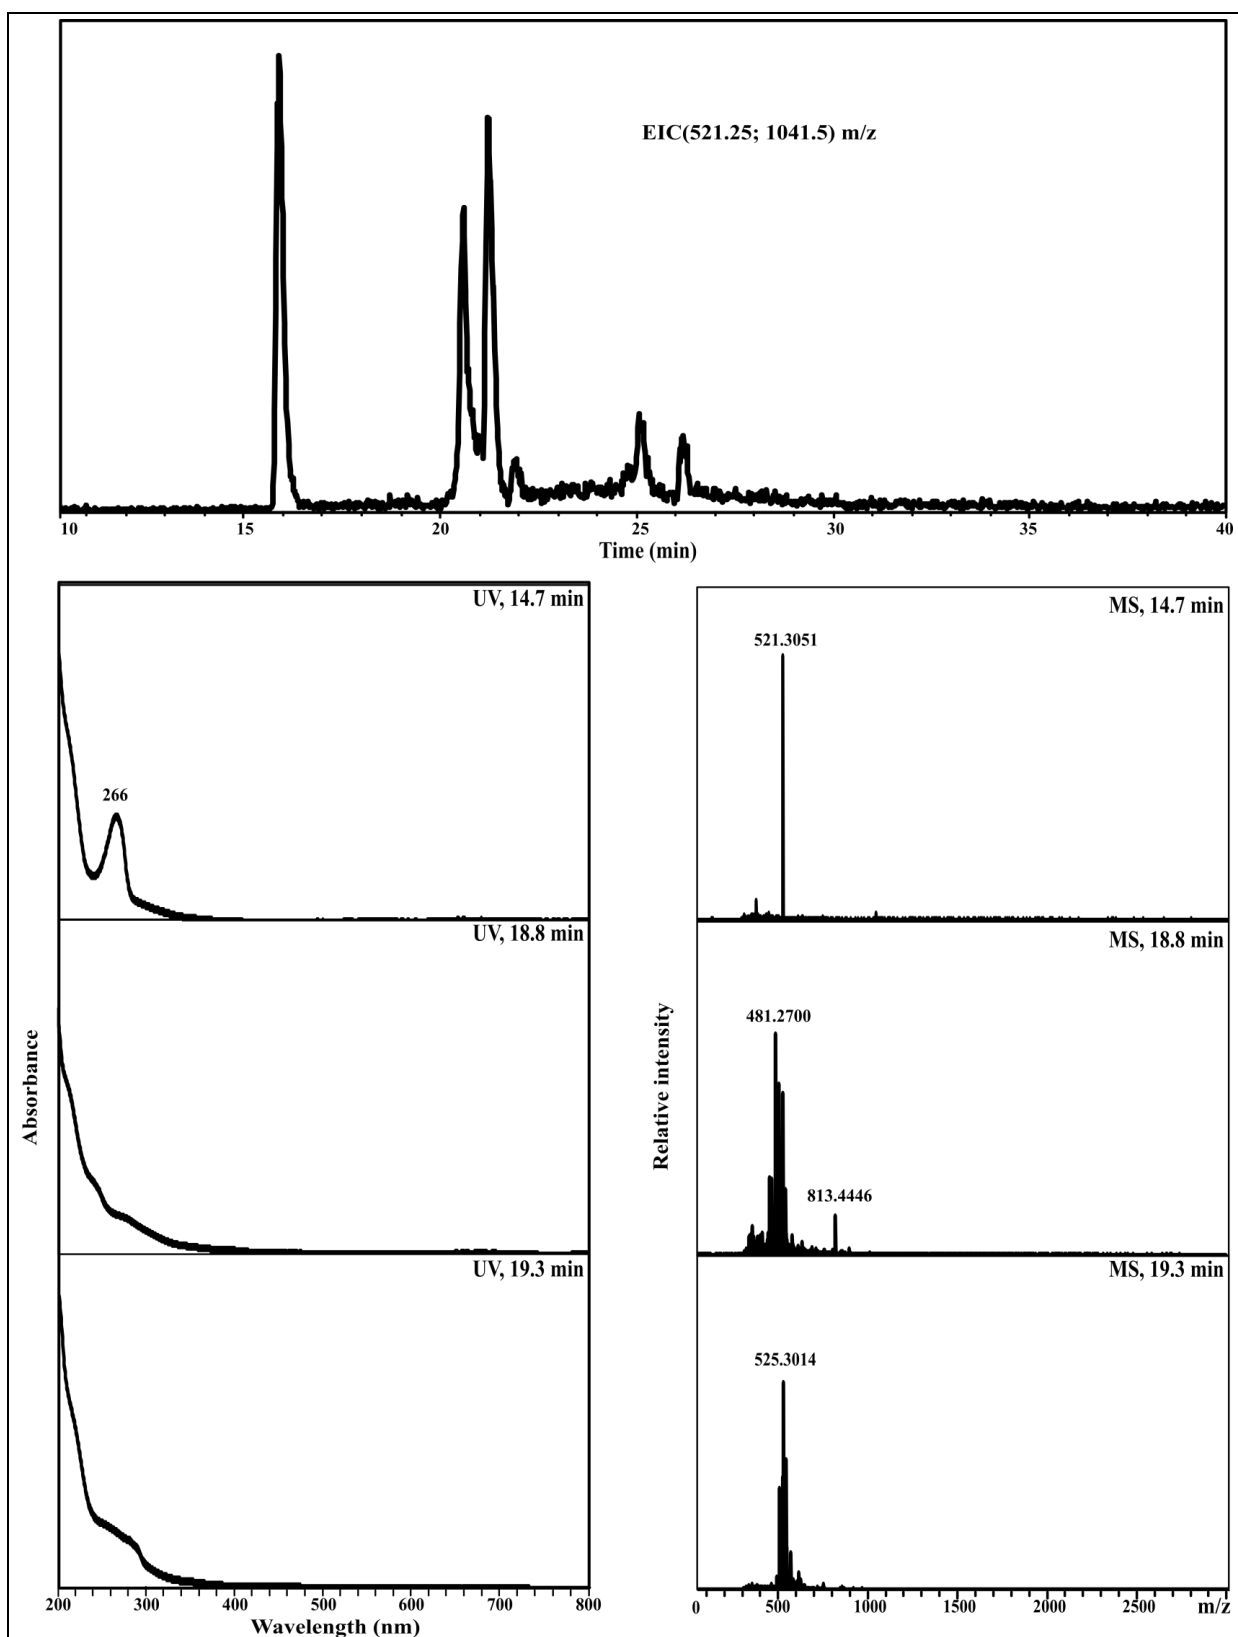 EIC(521.25; 1041.5) m/z
10 15 20 25 30 35 40
Time (min)
UV, 14.7 min
266
UV, 18.8 min
UV, 19.3 min
Absorbance
200 300 400 500 600 700 800
Wavelength (nm)
MS, 14.7 min
521.3051
MS, 18.8 min
481.2700
813.4446
MS, 19.3 min
525.3014
Relative intensity
0 500 1000 1500 2000 2500 m/z